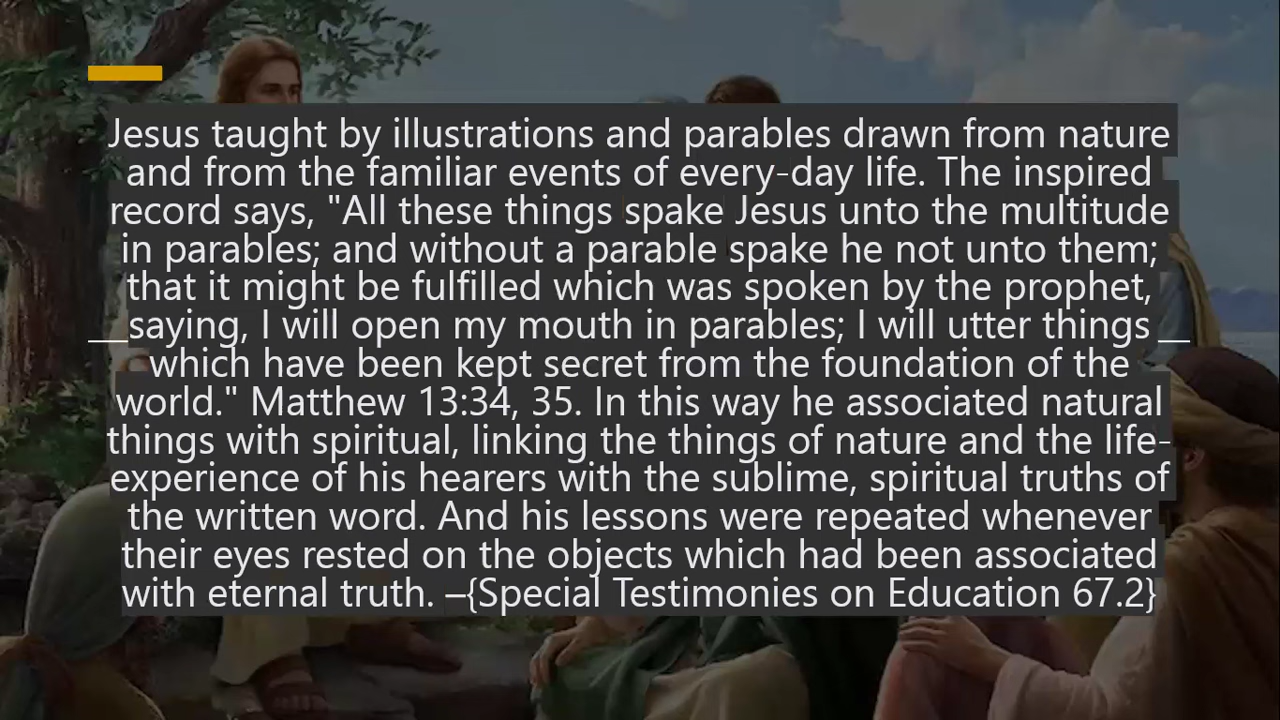 Jesus taught by illustrations and parables drawn from nature
and from the familiar events of every-day life. The inspired
record says, "All these things spake Jesus unto the multitude
in parables; and without a parable spake he not unto them;
that it might be fulfilled which was spoken by the prophet,
saying, I will open my mouth in parables; I will utter things
which have been kept secret from the foundation of the
world." Matthew 13:34, 35. In this way he associated natural
things with spiritual, linking the things of nature and the life-
experience of his hearers with the sublime, spiritual truths of
the written word. And his lessons were repeated whenever
their eyes rested on the objects which had been associated
with eternal truth. –{Special Testimonies on Education 67.2}